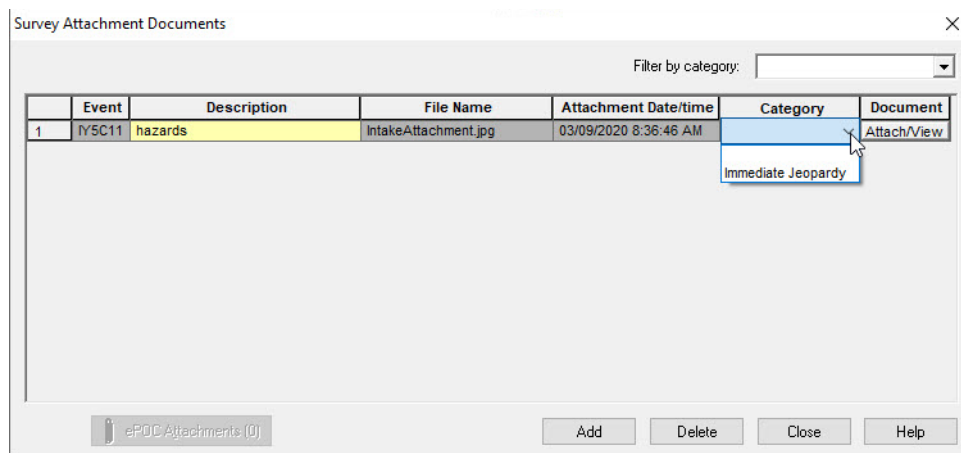 Survey Attachment Documents
Filter by category:
Event Description File Name Attachment Date/time Category Document
1 IY5C11 hazards IntakeAttachment.jpg 03/09/2020 8:36:46 AM Attach/View
Immediate Jeopardy
ePOC Attachments (0) Add Delete Close Help